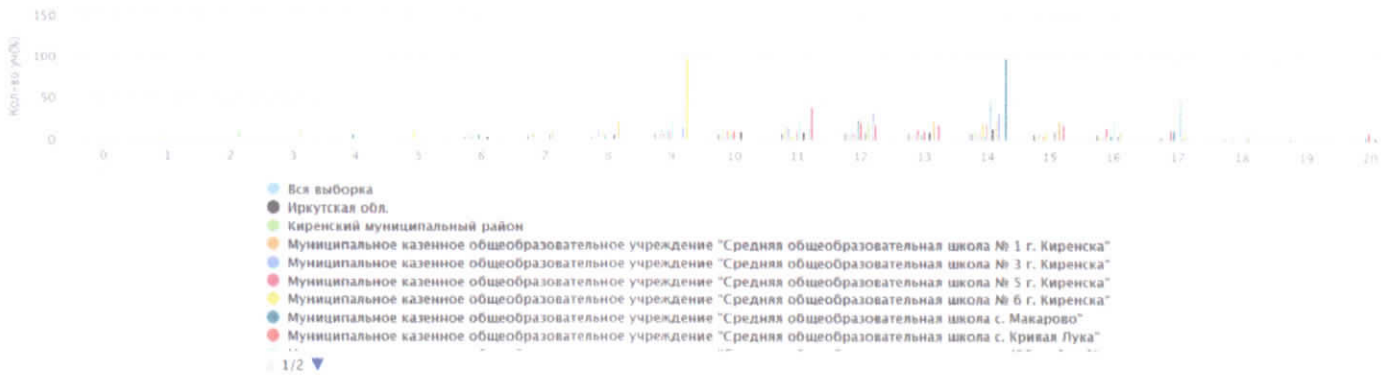 150
100
50
0
Кол-во уч(%)
0 1 2 3 4 5 6 7 8 9 10 11 12 13 14 15 16 17 18 19 20
Вся выборка
Иркутская обл.
Киренский муниципальный район
Муниципальное казенное общеобразовательное учреждение "Средняя общеобразовательная школа № 1 г. Киренска"
Муниципальное казенное общеобразовательное учреждение "Средняя общеобразовательная школа № 3 г. Киренска"
Муниципальное казенное общеобразовательное учреждение "Средняя общеобразовательная школа № 5 г. Киренска"
Муниципальное казенное общеобразовательное учреждение "Средняя общеобразовательная школа № 6 г. Киренска"
Муниципальное казенное общеобразовательное учреждение "Средняя общеобразовательная школа с. Макарово"
Муниципальное казенное общеобразовательное учреждение "Средняя общеобразовательная школа с. Кривая Лука"
1/2